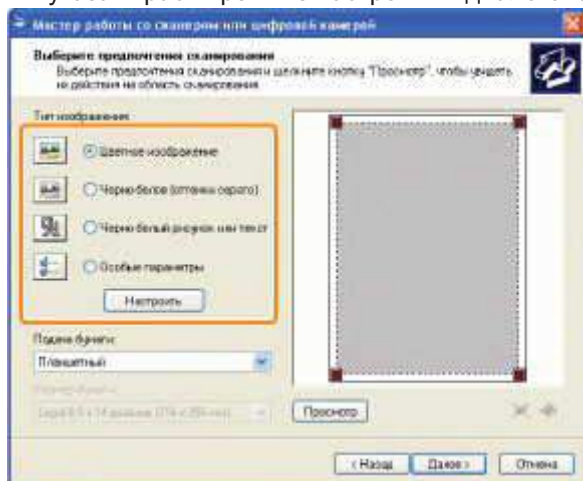 Мастер работы со сканером или цифровой камерой
Выберите предпочтения сканирования
Выберите предпочтения сканирования и щелкните кнопку "Просмотр", чтобы увидеть
их действия на область сканирования.
Тип изображения
Цветное изображение
Черно-белое (оттенки серого)
Черно-белый рисунок или текст
Особые параметры
Настроить
Подача бумаги:
Планшетный
Просмотр
< Назад
Далее >
Отмена